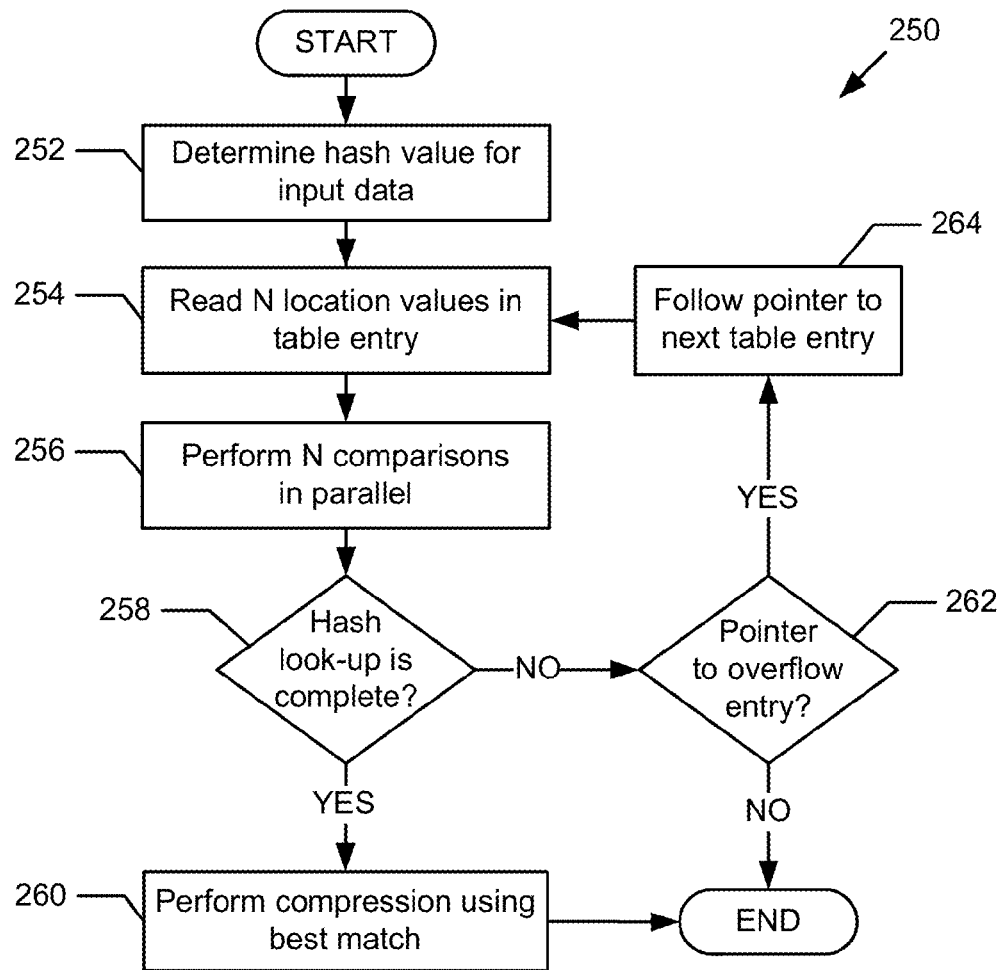 START
250
252
Determine hash value for
input data
264
254
Read N location values in
table entry
Follow pointer to
next table entry
256
Perform N comparisons
in parallel
YES
258
Hash
look-up is
complete?
NO
262
Pointer
to overflow
entry?
YES
NO
260
Perform compression using
best match
END